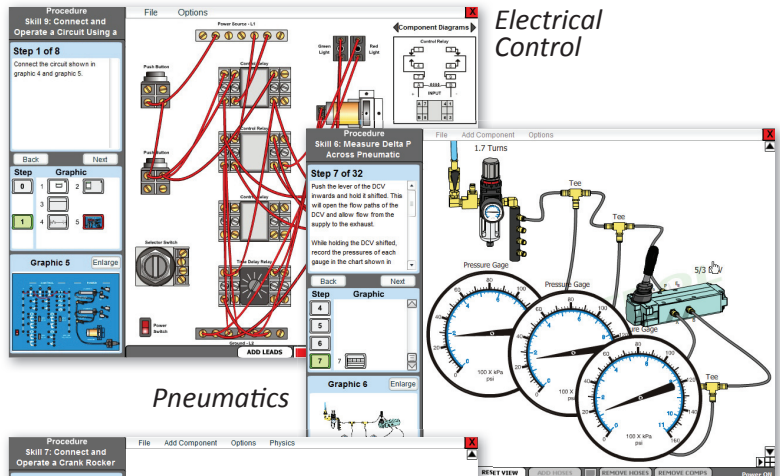 Electrical
Control
Procedure
Skill 9: Connect and
Operate a Circuit Using a
Step 1 of 8
Connect the circuit shown in
graphic 4 and graphic 5.
Back
Next
Step
Graphic
0
1
2
3
1
4
5
Graphic 5
Enlarge
File
Options
Power Source - L1
Push Button
Control Relay
Green
Light
Red
Light
Component Diagrams
Control Relay
INPUT
Push Button
Control Relay
Control Relay
Selector Switch
Time Delay Relay
Power
Switch
Ground - L2
ADD LEADS
X
Pneumatics
Procedure
Skill 6: Measure Delta P
Across Pneumatic
Step 7 of 32
Push the lever of the DCV
inwards and hold it shifted. This
will open the flow paths of the
DCV and allow flow from the
supply to the exhaust.
While holding the DCV shifted,
record the pressures of each
gauge in the chart shown in
Back
Next
Step
Graphic
4
5
6
7
7
Graphic 6
Enlarge
File
Add Component
Options
X
1.7 Turns
Tee
Tee
5/3
Pressure Gage
Pressure Gage
Gage
Tee
100 X kPa
psi
100 X kPa
psi
100 X kPa
psi
RESET VIEW
ADD HOSES
REMOVE HOSES
REMOVE COMPS
Power ON
Procedure
Skill 7: Connect and
Operate a Crank Rocker
File
Add Component
Options
Physics
X